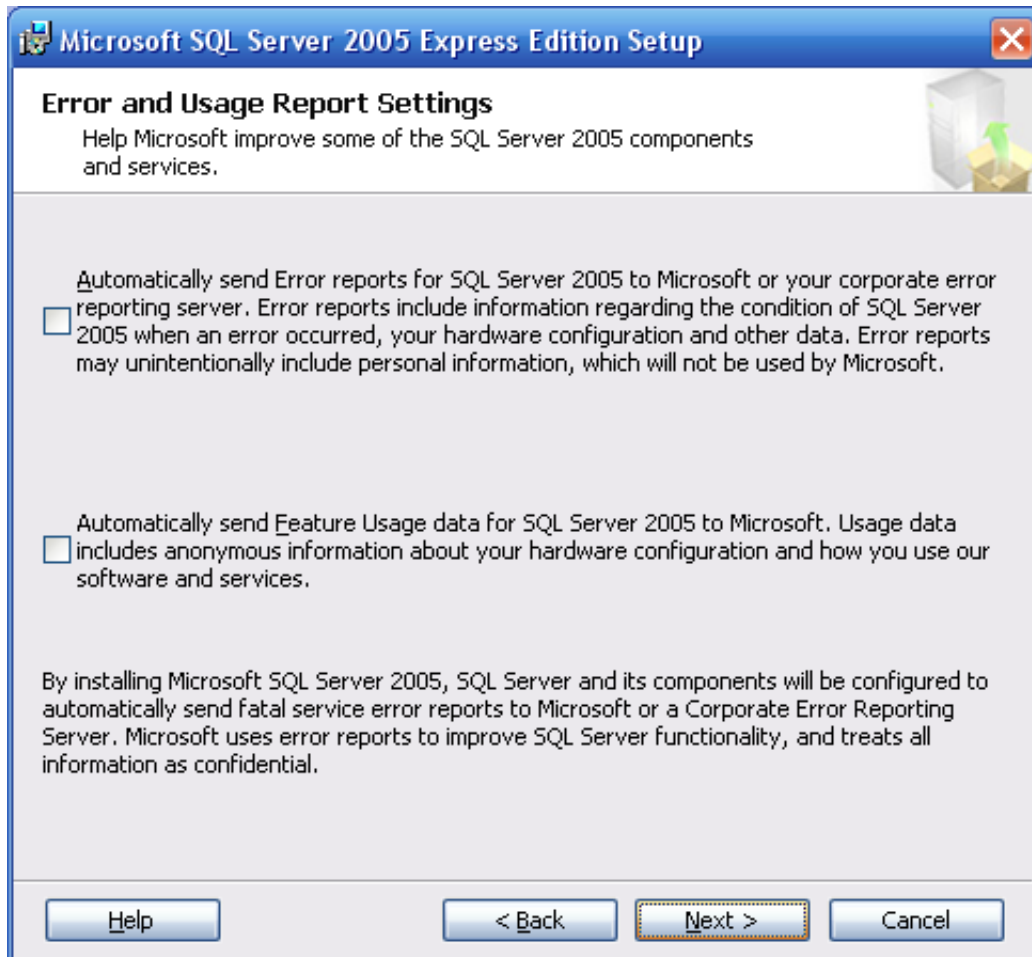 Microsoft SQL Server 2005 Express Edition Setup
Error and Usage Report Settings
Help Microsoft improve some of the SQL Server 2005 components
and services.
Automatically send Error reports for SQL Server 2005 to Microsoft or your corporate error
reporting server. Error reports include information regarding the condition of SQL Server
2005 when an error occurred, your hardware configuration and other data. Error reports
may unintentionally include personal information, which will not be used by Microsoft.
Automatically send Feature Usage data for SQL Server 2005 to Microsoft. Usage data
includes anonymous information about your hardware configuration and how you use our
software and services.
By installing Microsoft SQL Server 2005, SQL Server and its components will be configured to
automatically send fatal service error reports to Microsoft or a Corporate Error Reporting
Server. Microsoft uses error reports to improve SQL Server functionality, and treats all
information as confidential.
Help < Back Next > Cancel